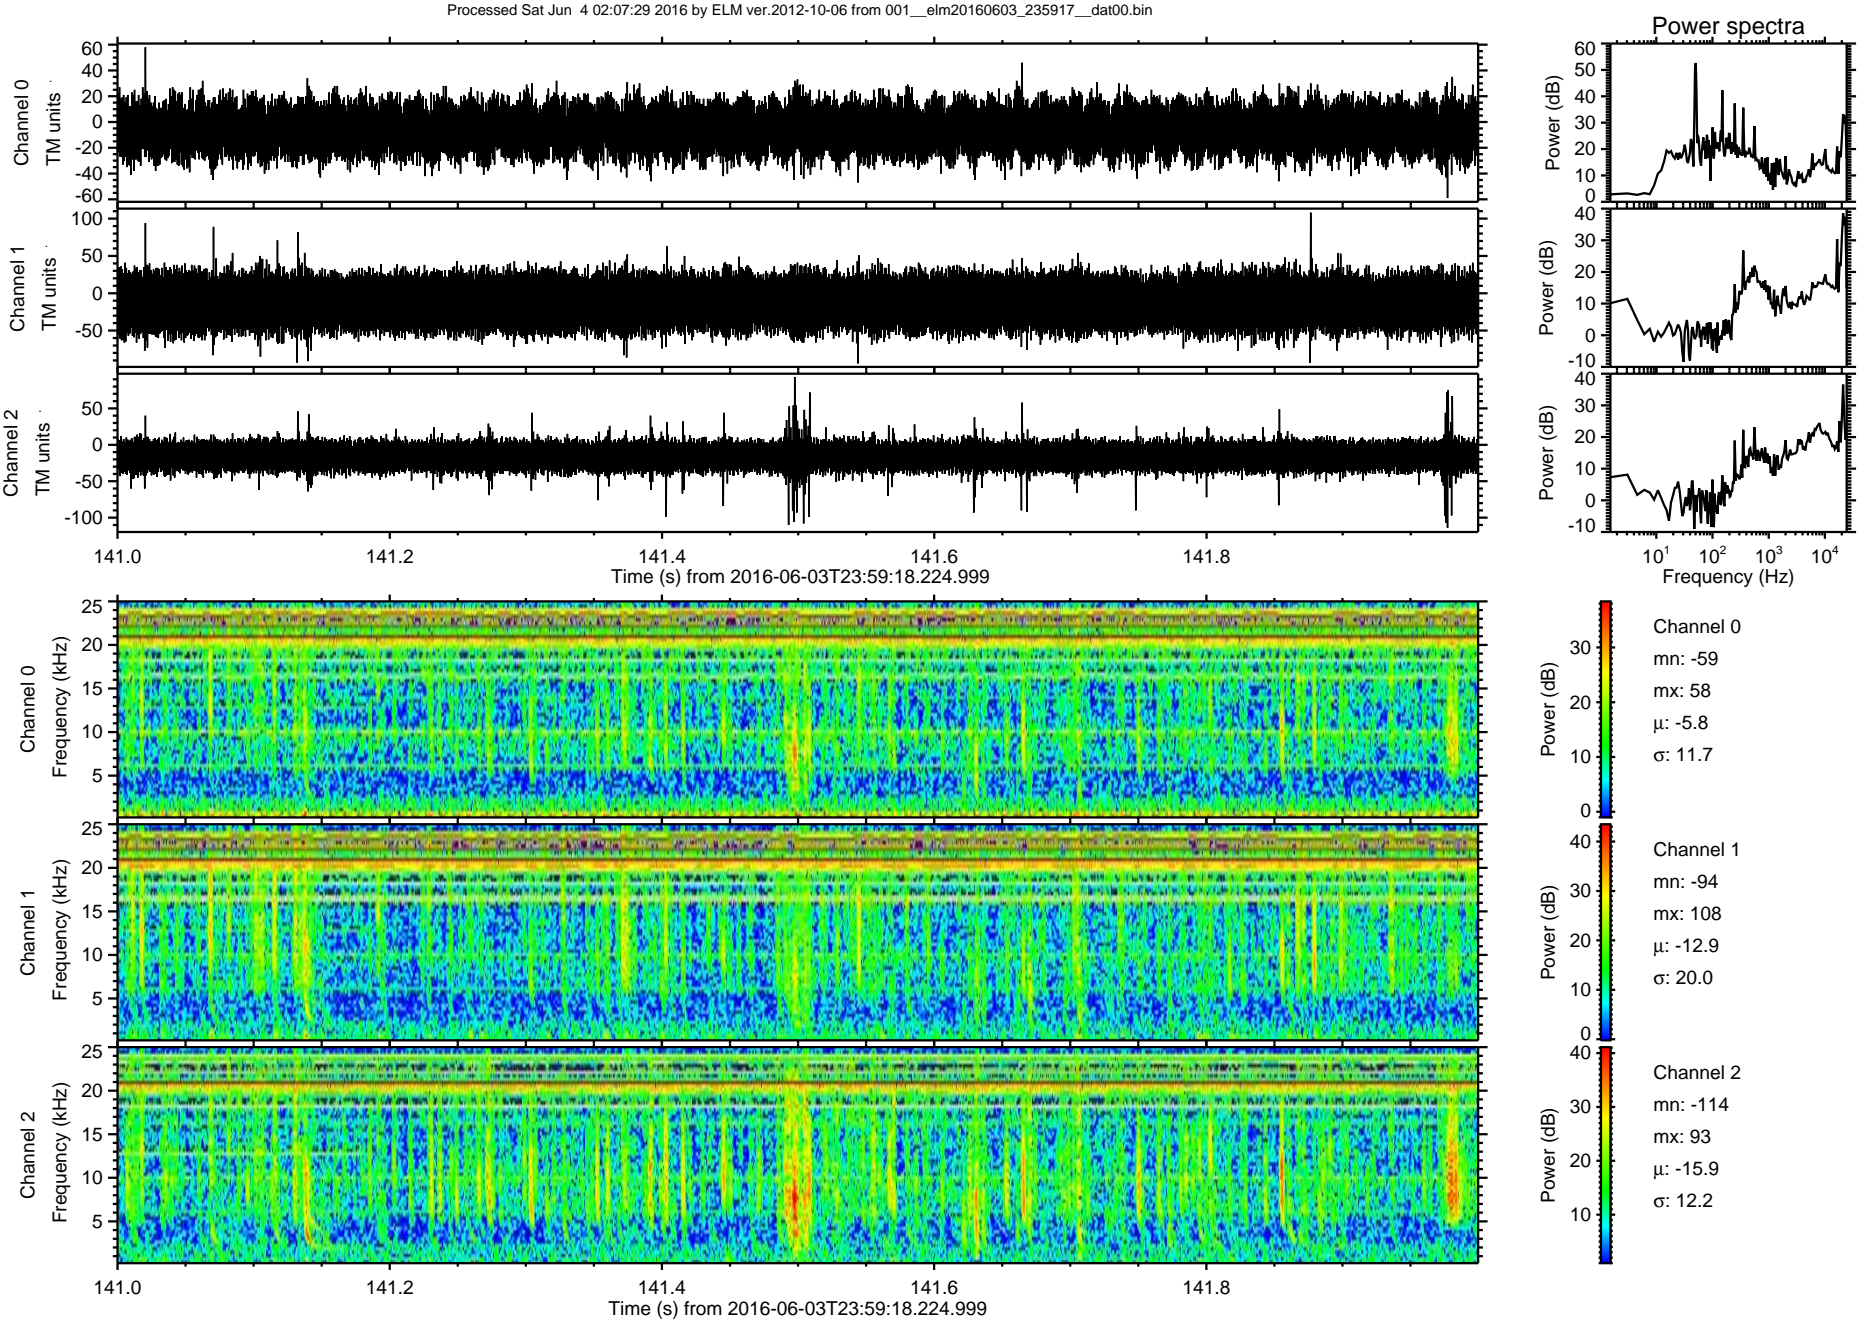 Processed Sat Jun 4 02:07:29 2016 by ELM ver.2012-10-06 from 001__elm20160603_235917__dat00.bin
Power spectra
Channel 0
TM units
60
40
20
0
-20
-40
-60
Power (dB)
60
50
40
30
20
10
0
Channel 1
TM units
100
50
0
-50
Power (dB)
40
30
20
10
0
-10
Channel 2
TM units
50
0
-50
-100
Power (dB)
40
30
20
10
0
-10
141.0 141.2 141.4 141.6 141.8
Time (s) from 2016-06-03T23:59:18.224.999
10¹ 10² 10³ 10⁴
Frequency (Hz)
Channel 0
Frequency (kHz)
25
20
15
10
5
Power (dB)
30
20
10
0
Channel 0
mn: -59
mx: 58
μ: -5.8
σ: 11.7
Channel 1
Frequency (kHz)
25
20
15
10
5
Power (dB)
40
30
20
10
0
Channel 1
mn: -94
mx: 108
μ: -12.9
σ: 20.0
Channel 2
Frequency (kHz)
25
20
15
10
5
Power (dB)
40
30
20
10
Channel 2
mn: -114
mx: 93
μ: -15.9
σ: 12.2
141.0 141.2 141.4 141.6 141.8
Time (s) from 2016-06-03T23:59:18.224.999